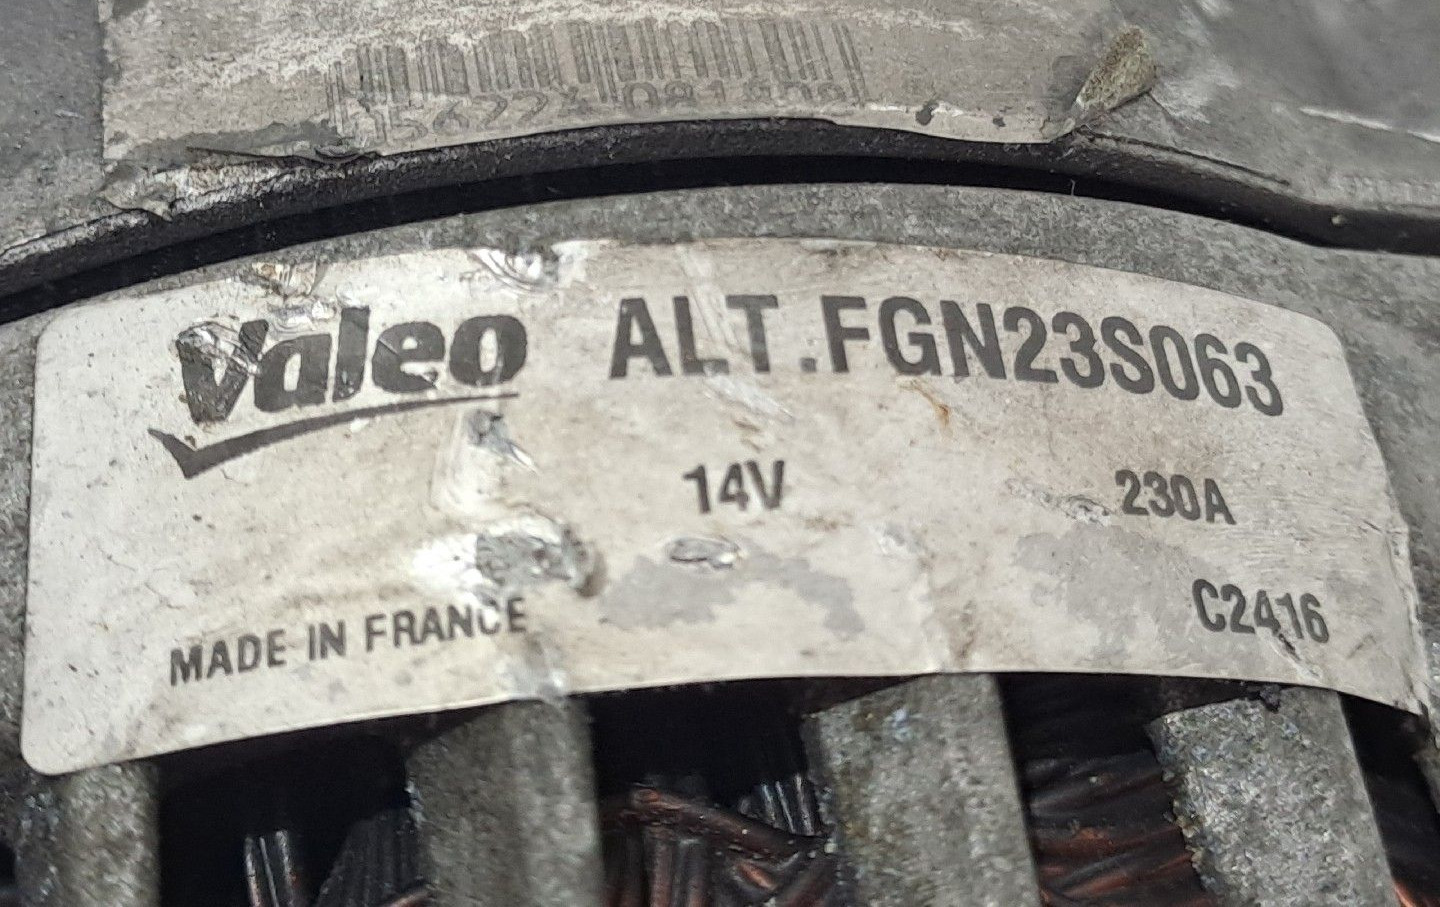 Valeo ALT.FGN23S063
14V 230A
C2416
MADE IN FRANCE